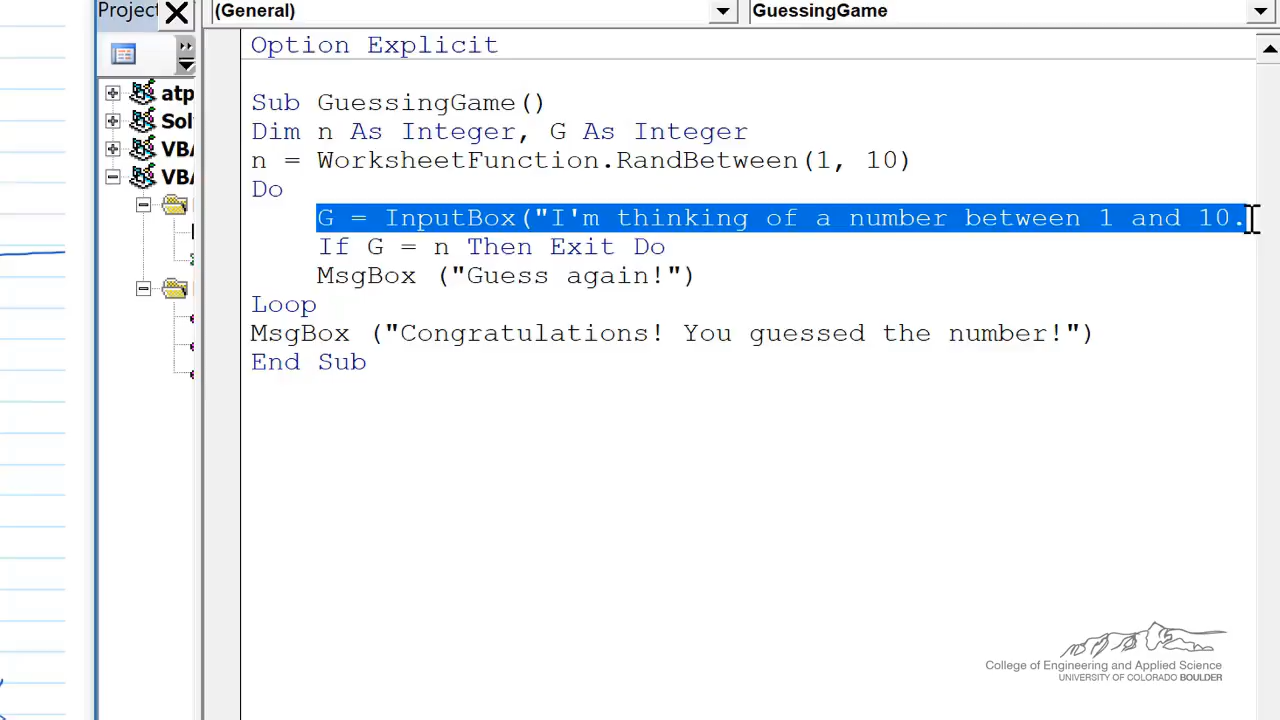 Project
(General)
GuessingGame
Option Explicit
Sub GuessingGame()
Dim n As Integer, G As Integer
n = WorksheetFunction.RandBetween(1, 10)
Do
G = InputBox("I'm thinking of a number between 1 and 10.
If G = n Then Exit Do
MsgBox ("Guess again!")
Loop
MsgBox ("Congratulations! You guessed the number!")
End Sub
atp
Sol
VBA
VBA
College of Engineering and Applied Science
UNIVERSITY OF COLORADO BOULDER